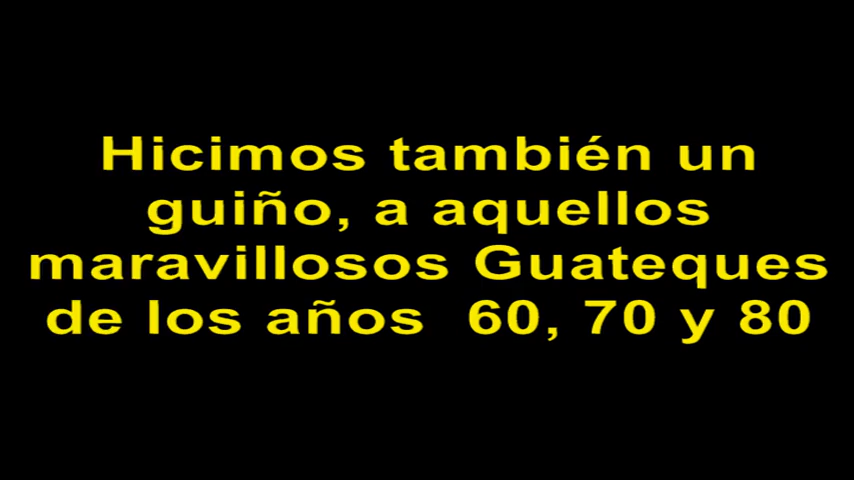 Hicimos también un
guiño, a aquellos
maravillosos Guateques
de los años  60, 70 y 80